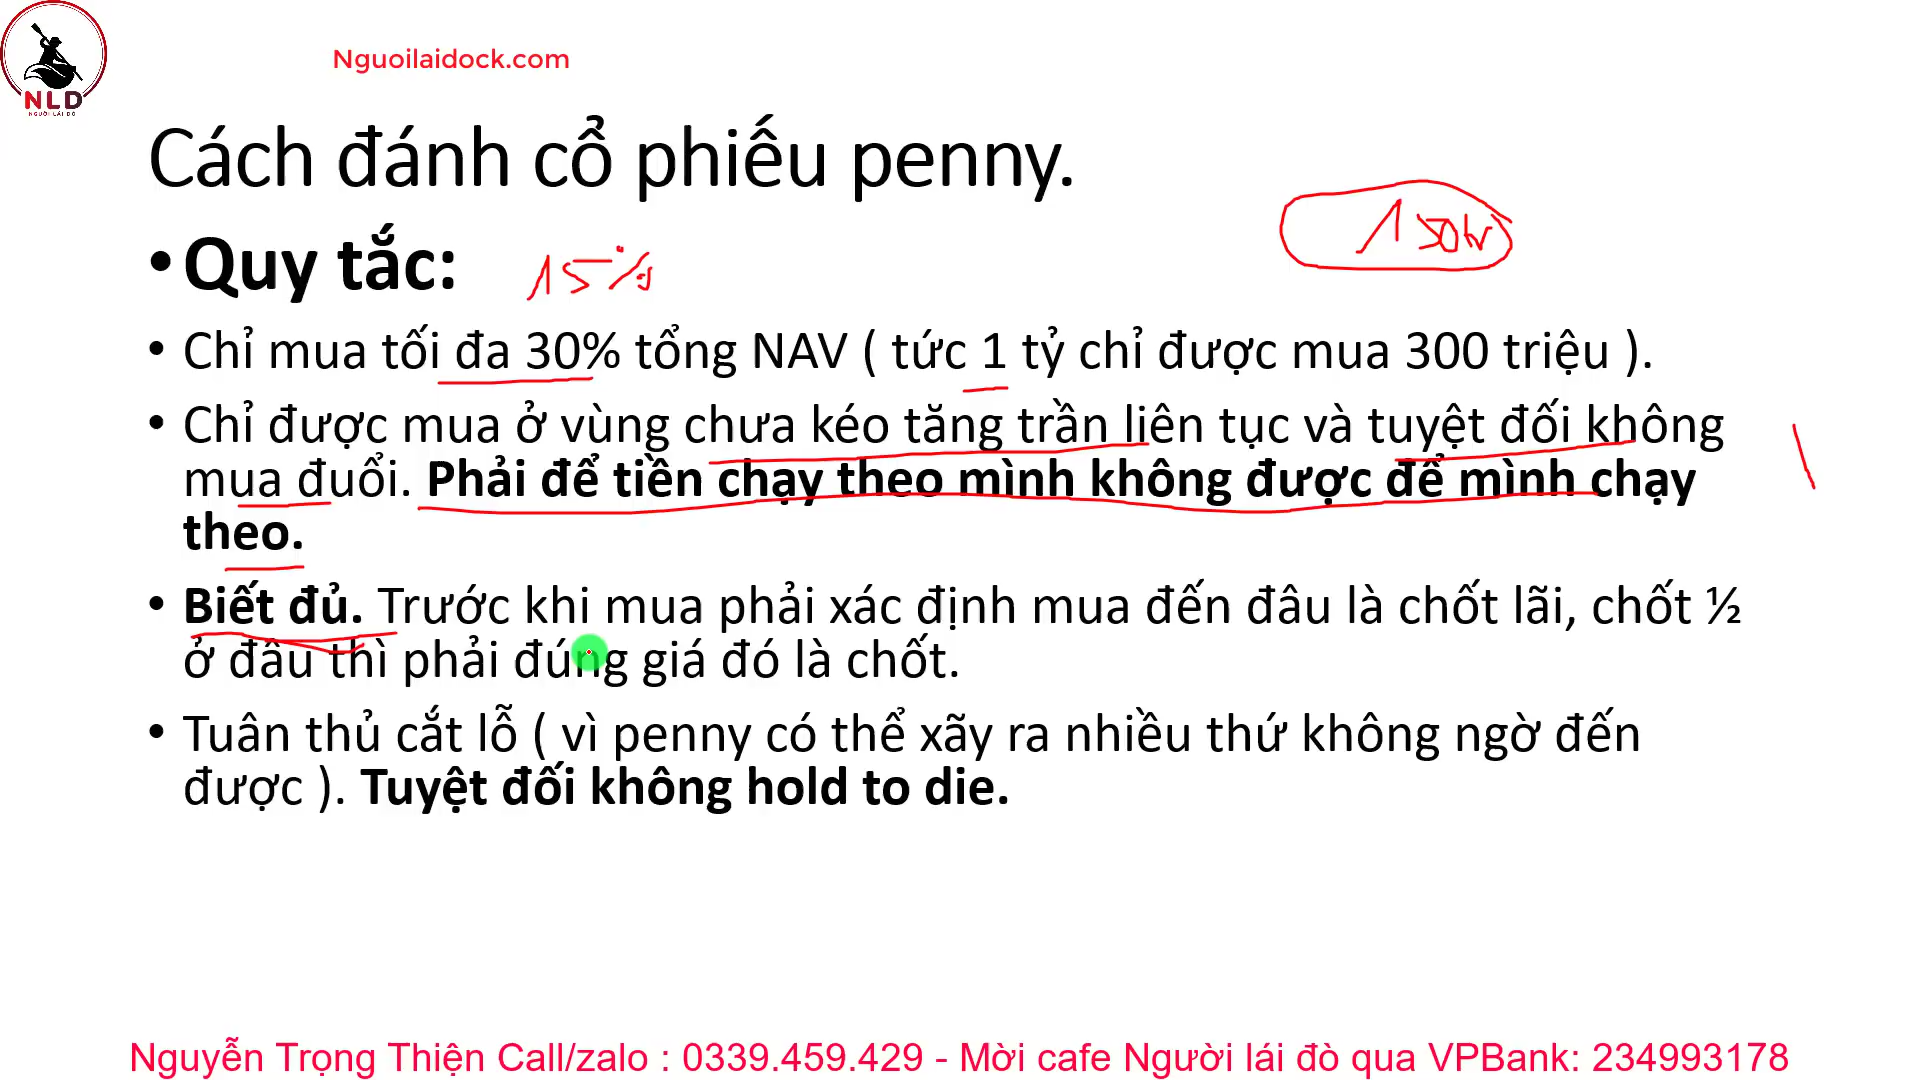 NLD
NGƯỜI LÁI ĐÒ
Nguoilaidock.com
Cách đánh cổ phiếu penny.
150tr
• Quy tắc:
15%
• Chỉ mua tối đa 30% tổng NAV ( tức 1 tỷ chỉ được mua 300 triệu ).
• Chỉ được mua ở vùng chưa kéo tăng trần liên tục và tuyệt đối không
mua đuổi. Phải để tiền chạy theo mình không được để mình chạy
theo.
• Biết đủ. Trước khi mua phải xác định mua đến đâu là chốt lãi, chốt ½
ở đâu thì phải đúng giá đó là chốt.
• Tuân thủ cắt lỗ ( vì penny có thể xãy ra nhiều thứ không ngờ đến
được ). Tuyệt đối không hold to die.
Nguyễn Trọng Thiện Call/zalo : 0339.459.429 - Mời cafe Người lái đò qua VPBank: 234993178